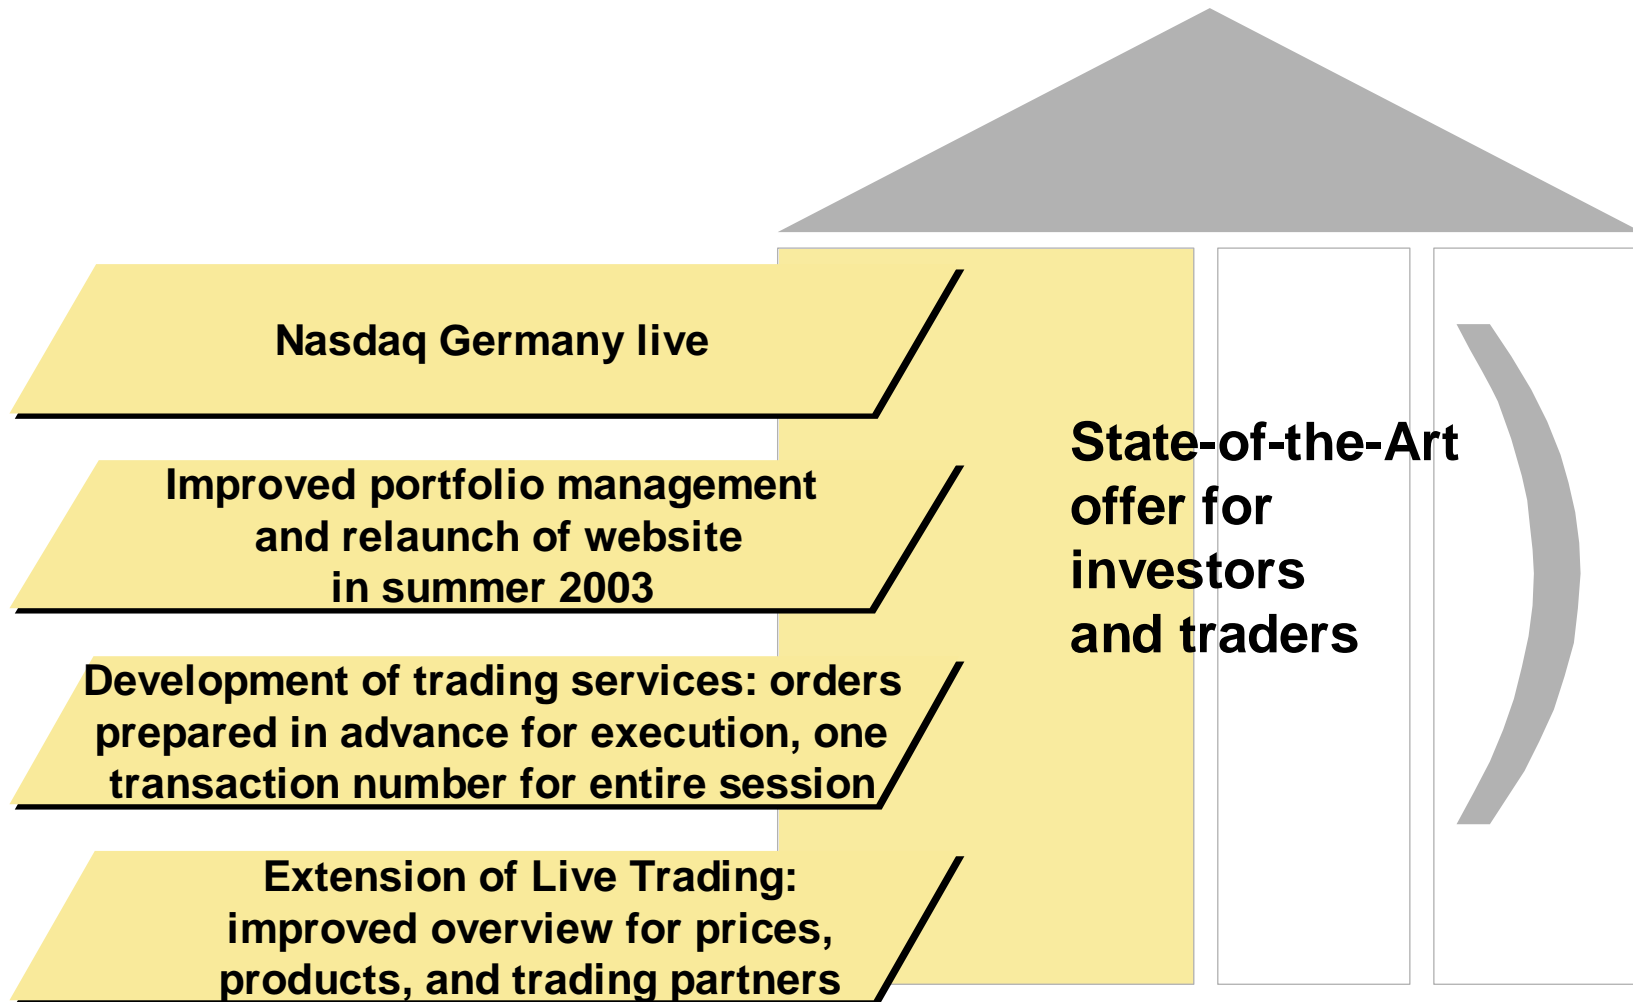 Nasdaq Germany live
Improved portfolio management
and relaunch of website
in summer 2003
Development of trading services: orders
prepared in advance for execution, one
transaction number for entire session
Extension of Live Trading:
improved overview for prices,
products, and trading partners
State-of-the-Art
offer for
investors
and traders